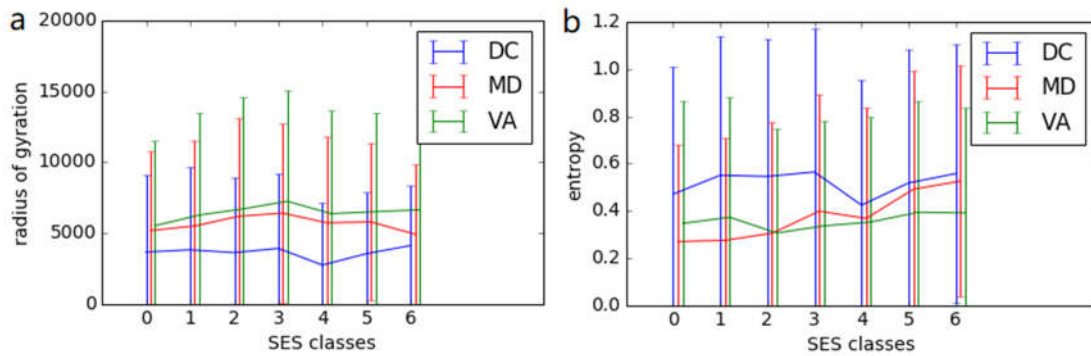 a
20000
15000
10000
5000
0
radius of gyration
0 1 2 3 4 5 6
SES classes
DC
MD
VA
b
1.2
1.0
0.8
0.6
0.4
0.2
0.0
entropy
0 1 2 3 4 5 6
SES classes
DC
MD
VA